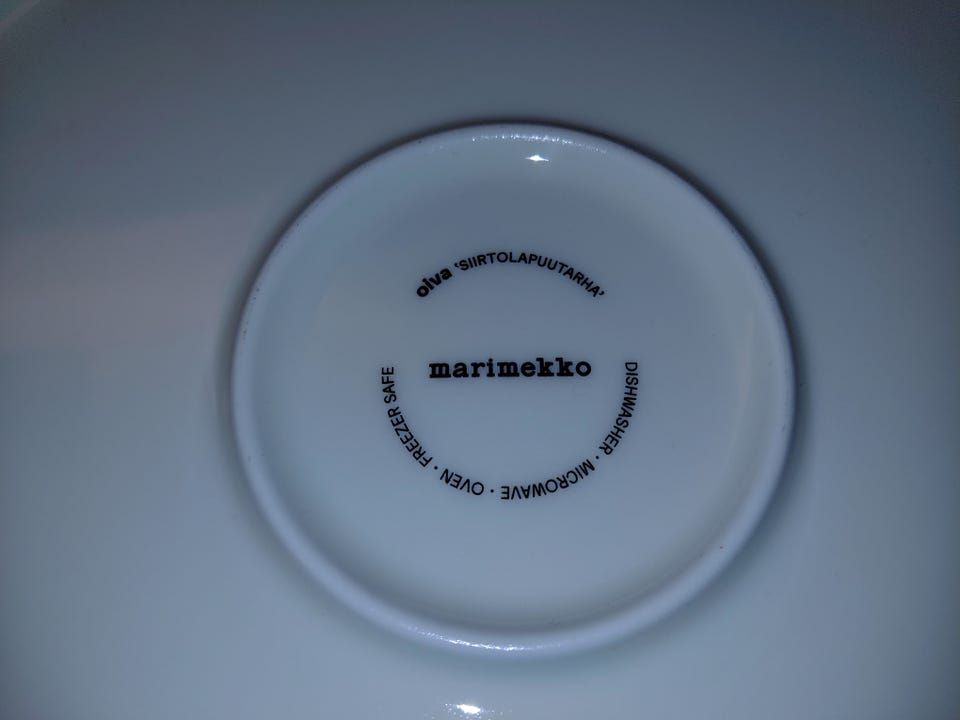 oiva 'SIIRTOLAPUUTARHA'
marimekko
DISHWASHER · MICROWAVE · OVEN · FREEZER SAFE